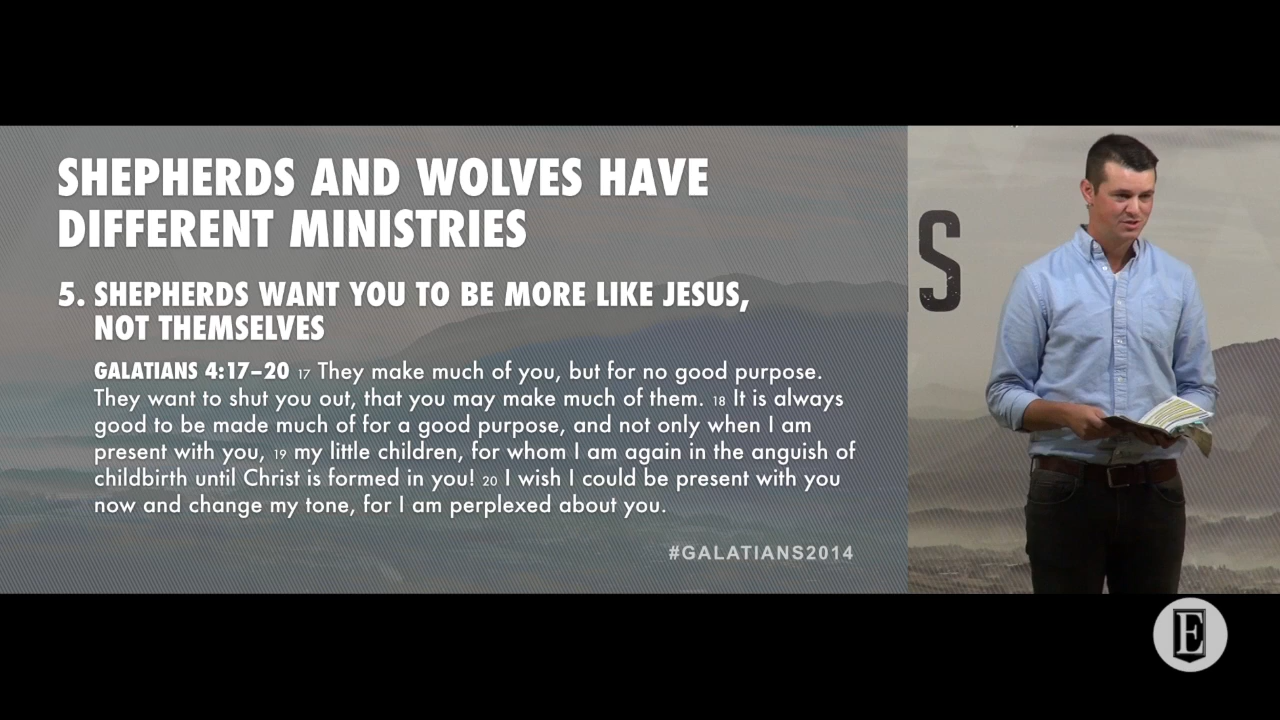 SHEPHERDS AND WOLVES HAVE
DIFFERENT MINISTRIES
5. SHEPHERDS WANT YOU TO BE MORE LIKE JESUS,
NOT THEMSELVES
GALATIANS 4:17–20 17 They make much of you, but for no good purpose.
They want to shut you out, that you may make much of them. 18 It is always
good to be made much of for a good purpose, and not only when I am
present with you, 19 my little children, for whom I am again in the anguish of
childbirth until Christ is formed in you! 20 I wish I could be present with you
now and change my tone, for I am perplexed about you.
#GALATIANS2014
S
E